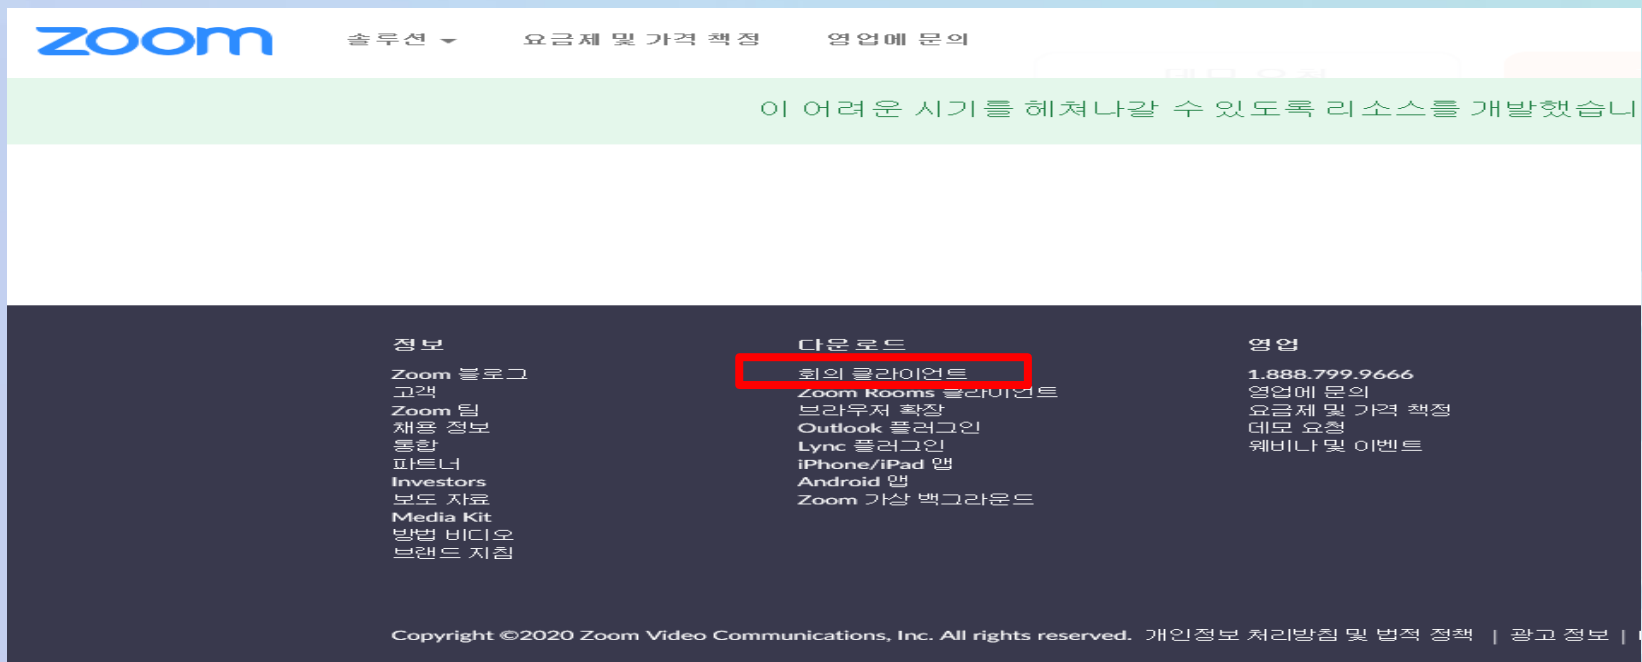 zoom 솔루션 요금제 및 가격 책정 영업에 문의
이 어려운 시기를 헤쳐나갈 수 있도록 리소스를 개발했습니
정보
Zoom 블로그
고객
Zoom 팀
채용 정보
통합
파트너
Investors
보도 자료
Media Kit
방법 비디오
브랜드 지침
다운로드
회의 클라이언트
Zoom Rooms 클라이언트
브라우저 확장
Outlook 플러그인
Lync 플러그인
iPhone/iPad 앱
Android 앱
Zoom 가상 백그라운드
영업
1.888.799.9666
영업에 문의
요금제 및 가격 책정
데모 요청
웨비나 및 이벤트
Copyright ©2020 Zoom Video Communications, Inc. All rights reserved. 개인정보 처리방침 및 법적 정책 | 광고 정보 |